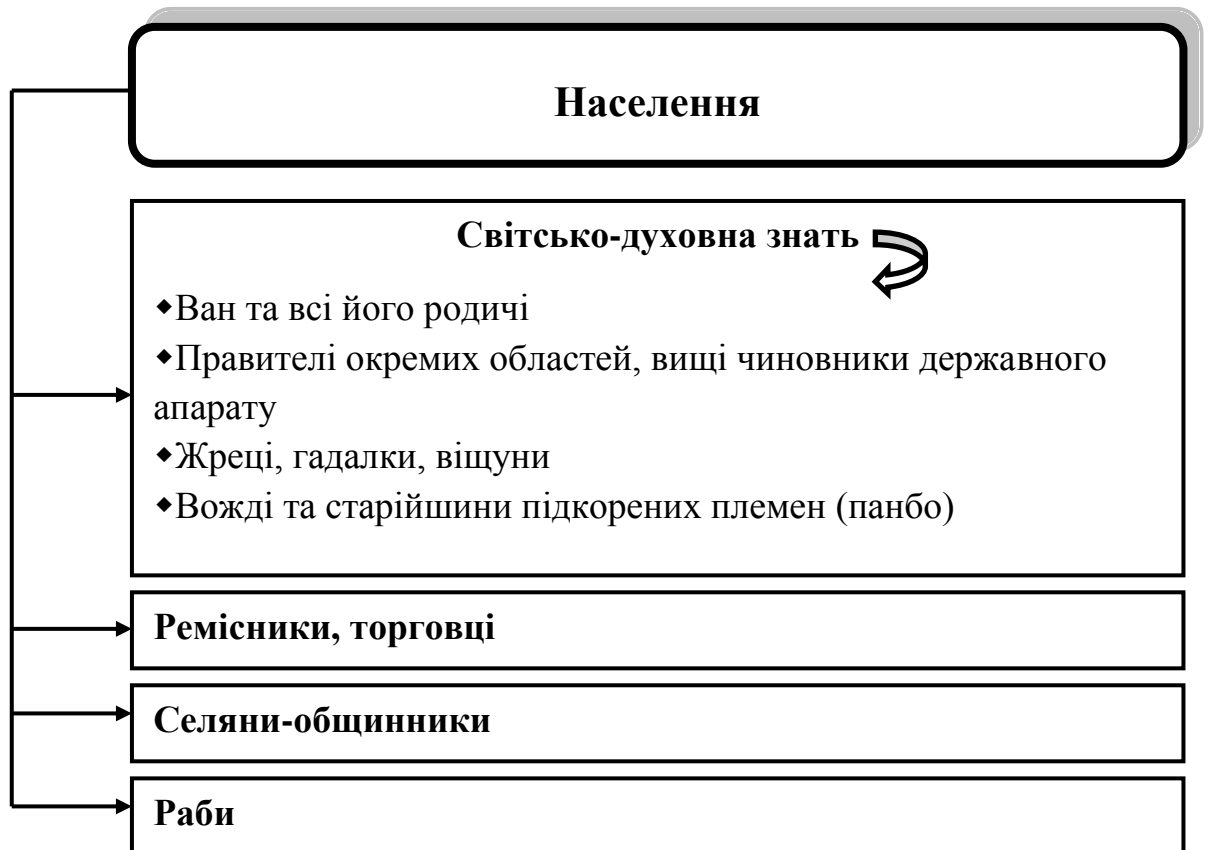 Населення
Світсько-духовна знать
◆Ван та всі його родичі
◆Правителі окремих областей, вищі чиновники державного
апарату
◆Жреці, гадалки, віщуни
◆Вожді та старійшини підкорених племен (панбо)
Ремісники, торговці
Селяни-общинники
Раби